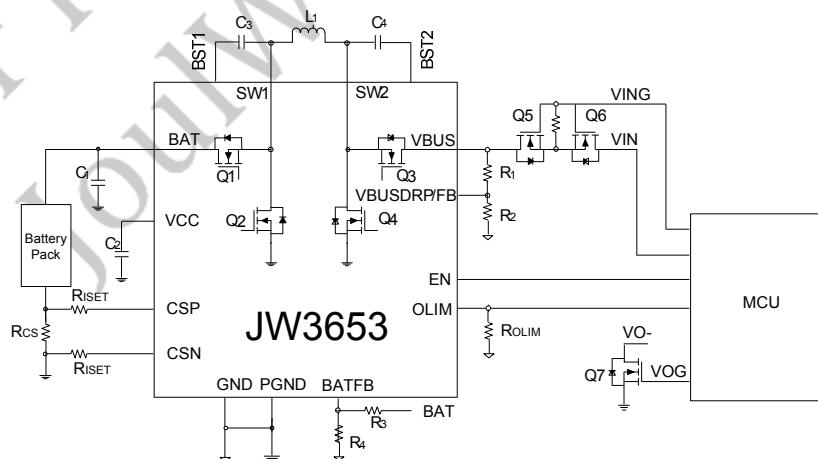 C3
L1
C4
BST1
BST2
SW1
SW2
Q5
Q6
VING
BAT
VBUS
VIN
Q1
Q3
C1
R1
VBUSDRP/FB
R2
VCC
Q2
Q4
Battery
Pack
C2
EN
MCU
RISET
CSP
OLIM
RCS
JW3653
ROLIM
VO-
CSN
RISET
Q7
VOG
GND
PGND
BATFB
R3
BAT
R4
JoulW